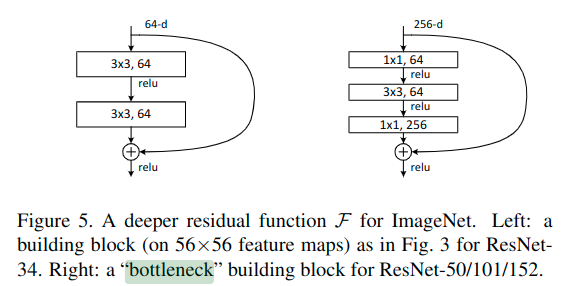 64-d
3x3, 64
relu
3x3, 64
+
relu
256-d
1x1, 64
relu
3x3, 64
relu
1x1, 256
+
relu
Figure 5. A deeper residual function F for ImageNet. Left: a
building block (on 56×56 feature maps) as in Fig. 3 for ResNet-
34. Right: a “bottleneck” building block for ResNet-50/101/152.